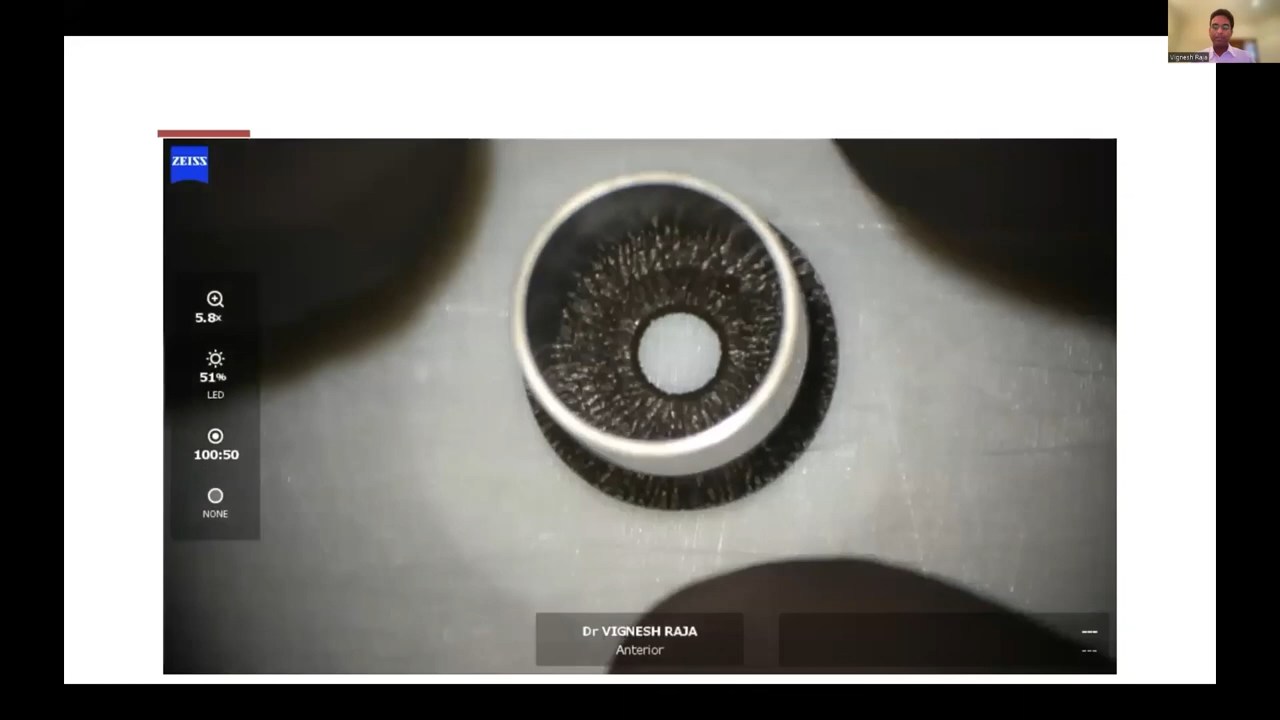 Vignesh Raja
ZEISS
5.8x
51%
LED
100:50
NONE
Dr VIGNESH RAJA
Anterior
---
---